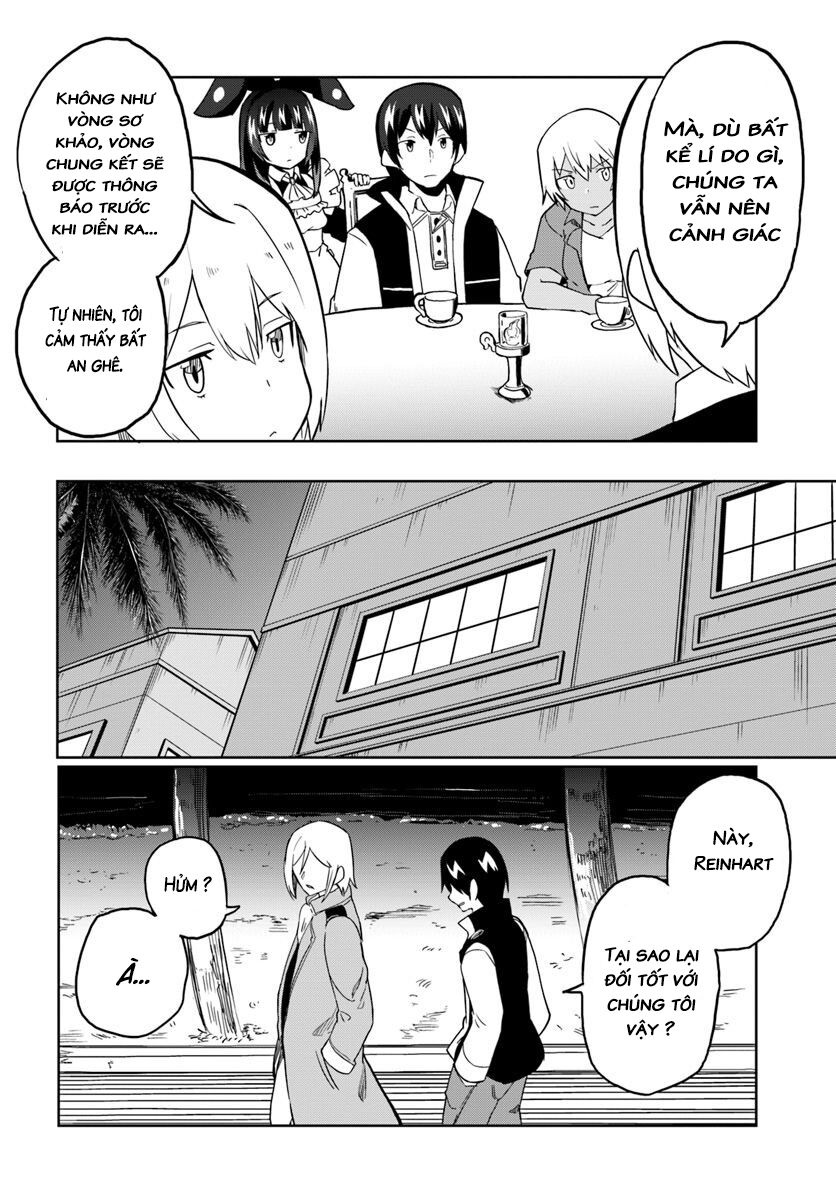 Mà, dù bất
kể lí do gì,
chúng ta
vẫn nên
cảnh giác
Không như
vòng sơ
khảo, vòng
chung kết sẽ
được thông
báo trước
khi diễn ra...
Tự nhiên, tôi
cảm thấy bất
an ghê.
Này,
Reinhart
Tại sao lại
đối tốt với
chúng tôi
vậy ?
Hửm ?
À...